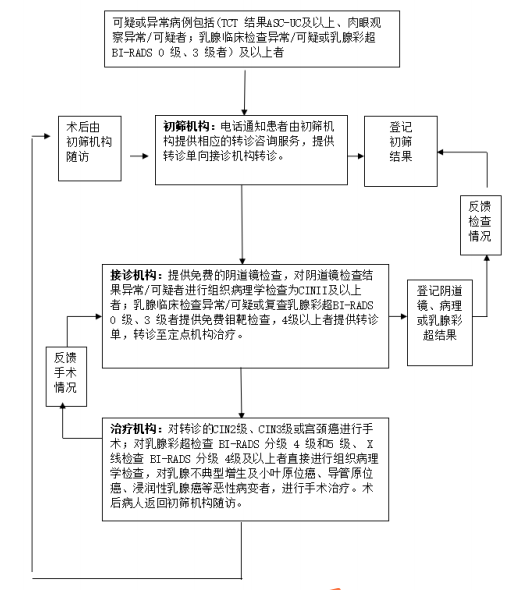 可疑或异常病例包括(TCT 结果ASC-UC及以上、肉眼观
察异常/可疑者；乳腺临床检查异常/可疑或乳腺彩超
BI-RADS 0 级、3 级者）及以上者
术后由
初筛机构
随访
初筛机构：电话通知患者由初筛机
构提供相应的转诊咨询服务，提供
转诊单向接诊机构转诊。
登记
初筛
结果
反馈
检查
情况
接诊机构：提供免费的阴道镜检查，对阴道镜检查结
果异常/可疑者进行组织病理学检查为CINII及以上
者；乳腺临床检查异常/可疑或复查乳腺彩超BI-RADS
0 级、3 级者提供免费钼靶检查，4级以上者提供转诊
单，转诊至定点机构治疗。
登记阴道
镜、病理
或乳腺彩
超结果
反馈
手术
情况
治疗机构：对转诊的CIN2级、CIN3级或宫颈癌进行手
术；对乳腺彩超检查 BI-RADS 分级 4 级和5 级、 X
线检查 BI-RADS 分级 4级及以上者直接进行组织病理
学检查，对乳腺不典型增生及小叶原位癌、导管原位
癌、浸润性乳腺癌等恶性病变者，进行手术治疗。术
后病人返回初筛机构随访。